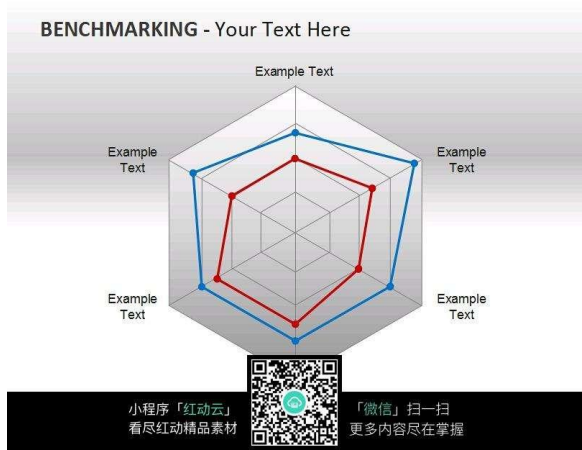 BENCHMARKING - Your Text Here
Example Text
Example
Text
Example
Text
Example
Text
Example
Text
小程序「红动云」
看尽红动精品素材
「微信」扫一扫
更多内容尽在掌握